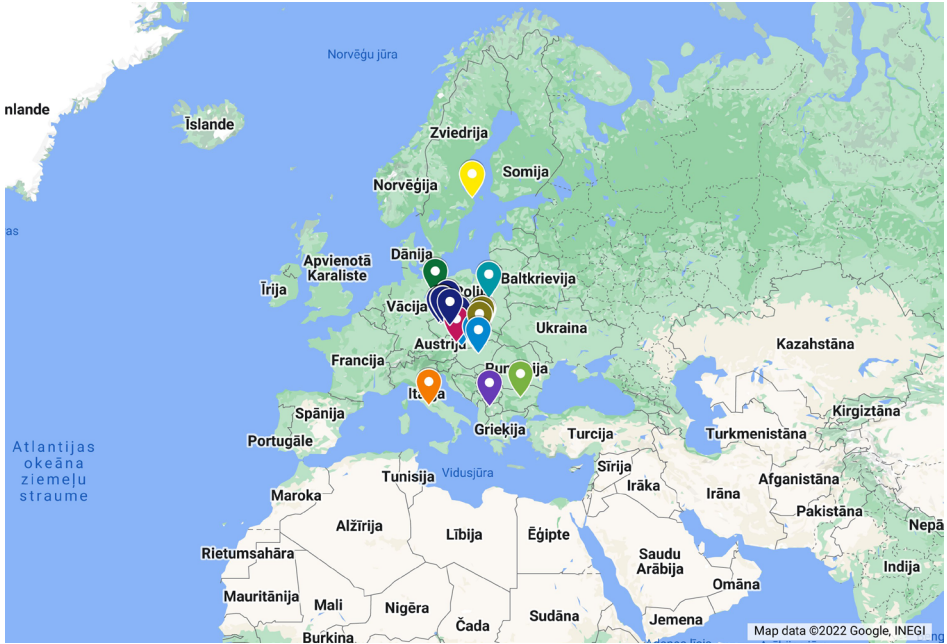 Norvēģu jūra
nlande
Īslande
Zviedrija
Somija
Norvēģija
as
Dānija
Apvienotā
Karaliste
Baltkrievija
Īrija
Vācija
Ukraina
Kazahstāna
Austrija
Francija
Kirgiztāna
Spānija
Grieķija
Turcija
Turkmenistāna
Portugāle
Atlantijas
okeāna
ziemeļu
straume
Vidusjūra
Tunisija
Sīrija
Irāka
Irāna
Afganistāna
Maroka
Pakistāna
Alžīrija
Lībija
Ēģipte
Nepā
Rietumsahāra
Saudu
Arābija
Indija
Omāna
Mauritānija
Mali
Nigēra
Čada
Sudāna
Jemena
Burkina
Map data ©2022 Google, INEGI